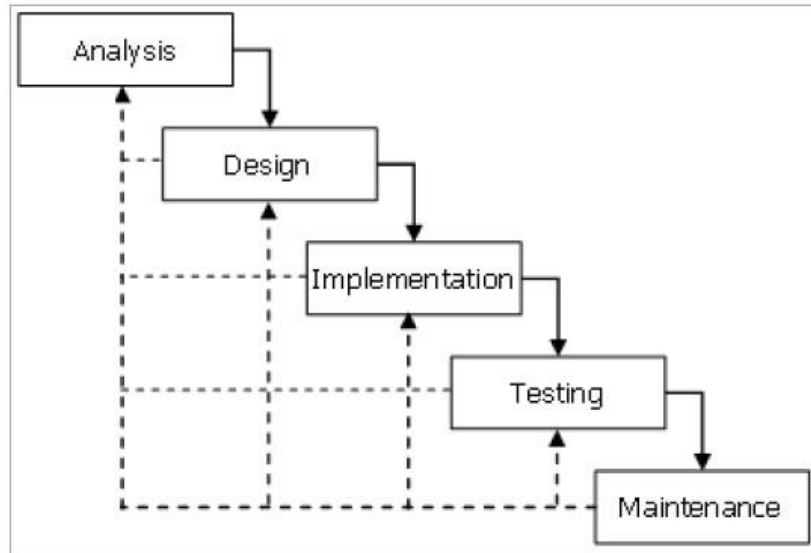 Analysis
Design
Implementation
Testing
Maintenance